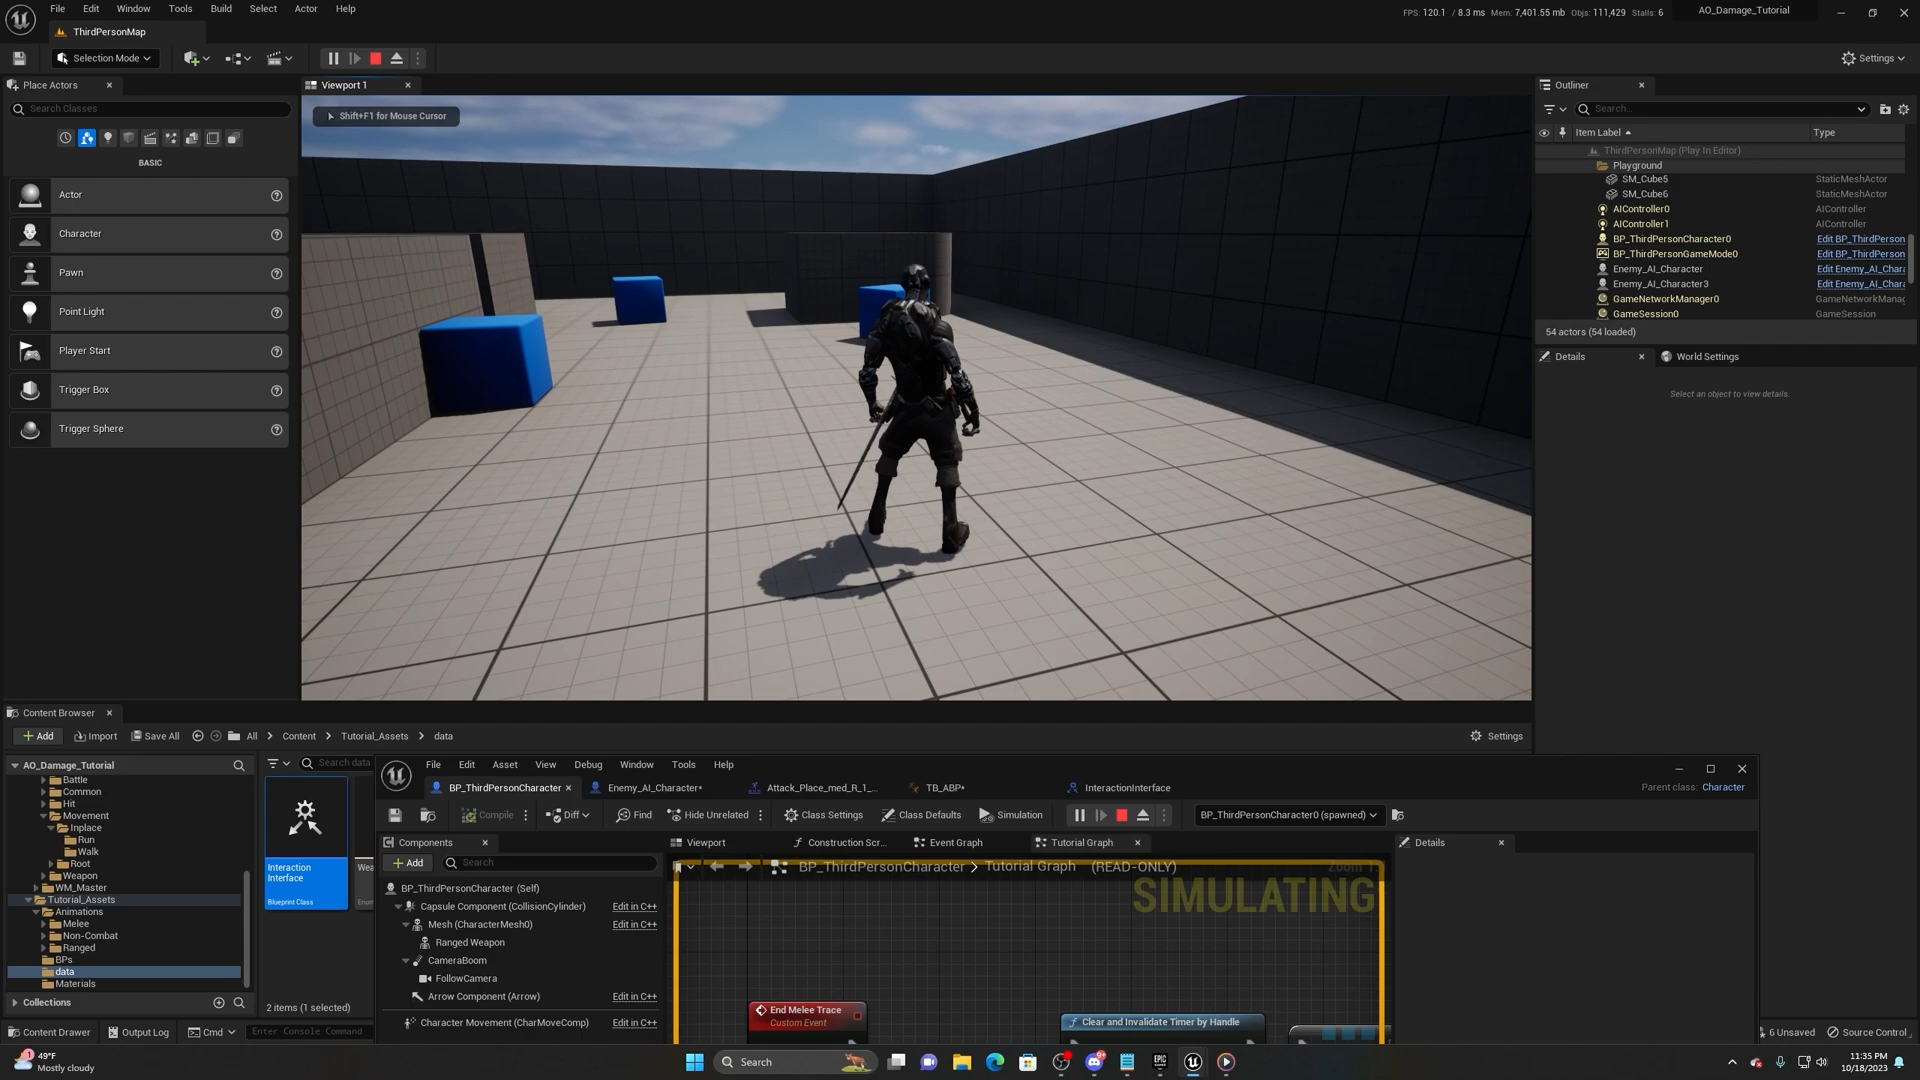 File Edit Window Tools Build Select Actor Help
FPS: 120.1 / 8.3 ms Mem: 7,401.55 mb Objs: 111,429 Stalls: 6
AO_Damage_Tutorial
ThirdPersonMap
Selection Mode
Settings
Place Actors
Viewport 1
Outliner
Search Classes
Shift+F1 for Mouse Cursor
Search...
Item Label Type
BASIC
ThirdPersonMap (Play In Editor)
Playground
SM_Cube5 StaticMeshActor
SM_Cube6 StaticMeshActor
AIController0 AIController
AIController1 AIController
BP_ThirdPersonCharacter0 Edit BP_ThirdPerson
BP_ThirdPersonGameMode0 Edit BP_ThirdPerson
Enemy_AI_Character Edit Enemy_AI_Chara
Enemy_AI_Character3 Edit Enemy_AI_Chara
GameNetworkManager0 GameNetworkManag
GameSession0 GameSession
54 actors (54 loaded)
Actor
Character
Pawn
Point Light
Player Start
Trigger Box
Trigger Sphere
Details
World Settings
Select an object to view details.
Content Browser
Add Import Save All All > Content > Tutorial_Assets > data
Settings
AO_Damage_Tutorial
Search data
Battle
Common
Hit
Movement
Inplace
Run
Walk
Root
Weapon
WM_Master
Tutorial_Assets
Animations
Melee
Non-Combat
Ranged
BPs
data
Materials
Collections
Interaction
Interface
Blueprint Class
Wea
Enum
2 items (1 selected)
File Edit Asset View Debug Window Tools Help
BP_ThirdPersonCharacter
Enemy_AI_Character*
Attack_Place_med_R_1_...
TB_ABP*
InteractionInterface
Parent class: Character
Compile Diff Find Hide Unrelated Class Settings Class Defaults Simulation
BP_ThirdPersonCharacter0 (spawned)
Components
Viewport
Construction Scr...
Event Graph
Tutorial Graph
Details
Add Search
BP_ThirdPersonCharacter > Tutorial Graph (READ-ONLY)
SIMULATING
BP_ThirdPersonCharacter (Self)
Capsule Component (CollisionCylinder) Edit in C++
Mesh (CharacterMesh0) Edit in C++
Ranged Weapon
CameraBoom
FollowCamera
Arrow Component (Arrow) Edit in C++
Character Movement (CharMoveComp) Edit in C++
End Melee Trace
Custom Event
Clear and Invalidate Timer by Handle
Content Drawer Output Log Cmd Enter Console Command
6 Unsaved Source Control
49°F
Mostly cloudy
Search
11:35 PM
10/18/2023